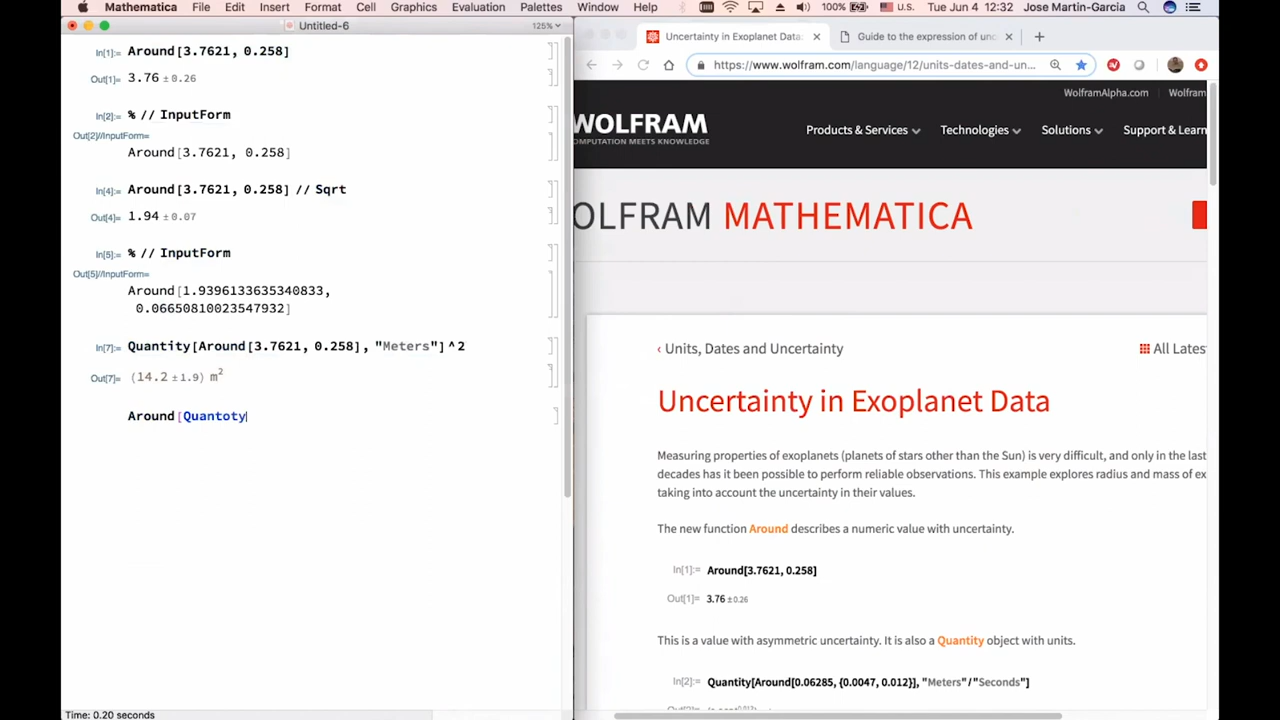 Mathematica File Edit Insert Format Cell Graphics Evaluation Palettes Window Help 100% U.S. Tue Jun 4 12:32 Jose Martin-Garcia
Untitled-6 125%
In[1]:= Around[3.7621, 0.258]
Out[1]= 3.76 ± 0.26
In[2]:= % // InputForm
Out[2]//InputForm=
Around[3.7621, 0.258]
In[4]:= Around[3.7621, 0.258] // Sqrt
Out[4]= 1.94 ± 0.07
In[5]:= % // InputForm
Out[5]//InputForm=
Around[1.9396133635340833,
0.06650810023547932]
In[7]:= Quantity[Around[3.7621, 0.258], "Meters"]^2
Out[7]= (14.2 ± 1.9) m²
Around[Quantoty
Time: 0.20 seconds
Uncertainty in Exoplanet Data: Guide to the expression of unc
https://www.wolfram.com/language/12/units-dates-and-un...
WolframAlpha.com Wolfram
WOLFRAM
OMPUTATION MEETS KNOWLEDGE
Products & Services Technologies Solutions Support & Learn
OLFRAM MATHEMATICA
‹ Units, Dates and Uncertainty All Lates
Uncertainty in Exoplanet Data
Measuring properties of exoplanets (planets of stars other than the Sun) is very difficult, and only in the last
decades has it been possible to perform reliable observations. This example explores radius and mass of ex
taking into account the uncertainty in their values.
The new function Around describes a numeric value with uncertainty.
In[1]:= Around[3.7621, 0.258]
Out[1]= 3.76 ± 0.26
This is a value with asymmetric uncertainty. It is also a Quantity object with units.
In[2]:= Quantity[Around[0.06285, {0.0047, 0.012}], "Meters"/"Seconds"]